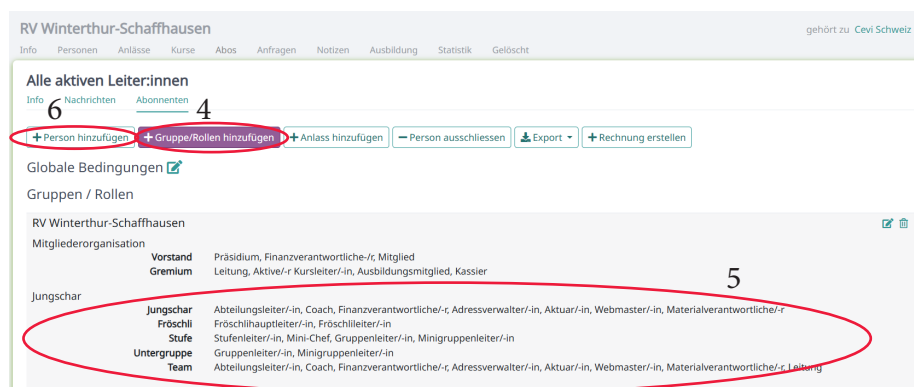 RV Winterthur-Schaffhausen
gehört zu Cevi Schweiz
Info Personen Anlässe Kurse Abos Anfragen Notizen Ausbildung Statistik Gelöscht
Alle aktiven Leiter:innen
Info Nachrichten Abonnenten
6 4
+ Person hinzufügen + Gruppe/Rollen hinzufügen + Anlass hinzufügen − Person ausschliessen Export + Rechnung erstellen
Globale Bedingungen
Gruppen / Rollen
RV Winterthur-Schaffhausen
Mitgliederorganisation
Vorstand Präsidium, Finanzverantwortliche-/r, Mitglied
Gremium Leitung, Aktive/-r Kursleiter/-in, Ausbildungsmitglied, Kassier
5
Jungschar
Jungschar Abteilungsleiter/-in, Coach, Finanzverantwortliche/-r, Adressverwalter/-in, Aktuar/-in, Webmaster/-in, Materialverantwortliche/-r
Fröschli Fröschlihauptleiter/-in, Fröschlileiter/-in
Stufe Stufenleiter/-in, Mini-Chef, Gruppenleiter/-in, Minigruppenleiter/-in
Untergruppe Gruppenleiter/-in, Minigruppenleiter/-in
Team Abteilungsleiter/-in, Coach, Finanzverantwortliche/-r, Adressverwalter/-in, Aktuar/-in, Webmaster/-in, Materialverantwortliche/-r, Leitung